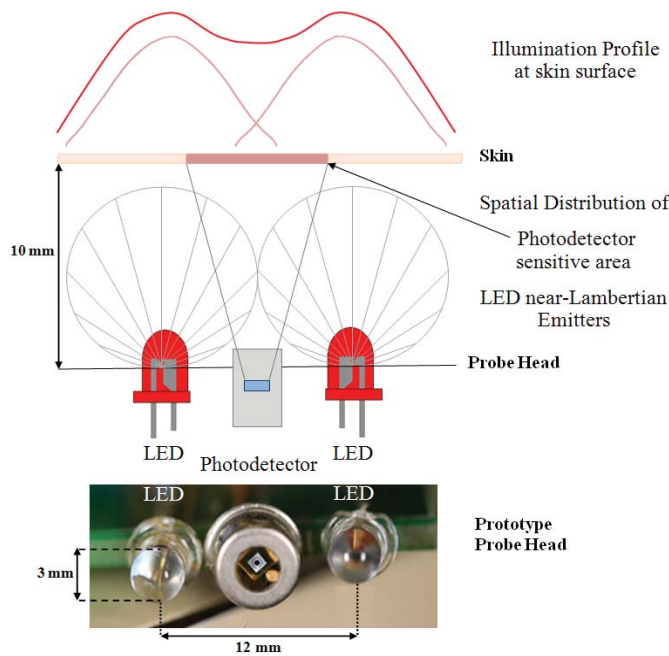 Illumination Profile
at skin surface
Skin
Spatial Distribution of
Photodetector
sensitive area
10 mm
LED near-Lambertian
Emitters
Probe Head
LED
LED
Photodetector
LED
LED
Prototype
Probe Head
3 mm
12 mm